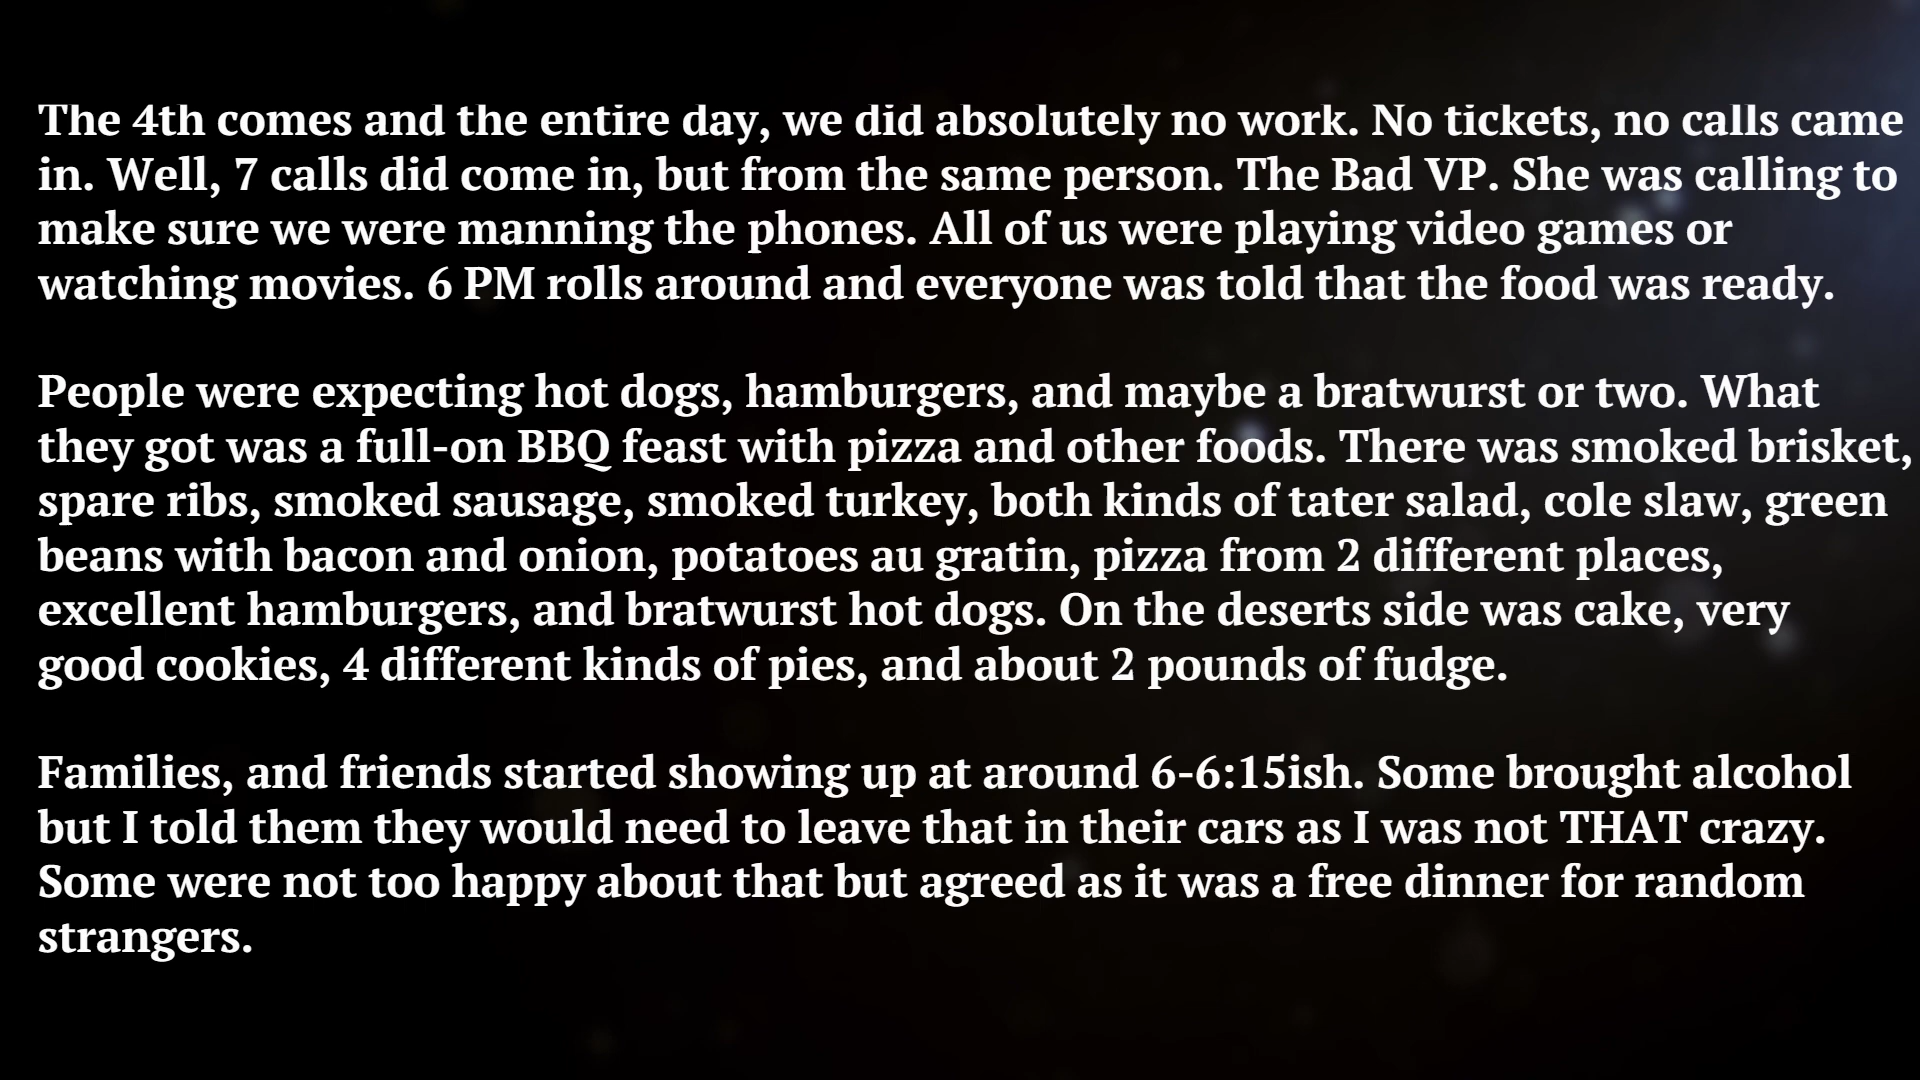 The 4th comes and the entire day, we did absolutely no work. No tickets, no calls came
in. Well, 7 calls did come in, but from the same person. The Bad VP. She was calling to
make sure we were manning the phones. All of us were playing video games or
watching movies. 6 PM rolls around and everyone was told that the food was ready.
People were expecting hot dogs, hamburgers, and maybe a bratwurst or two. What
they got was a full-on BBQ feast with pizza and other foods. There was smoked brisket,
spare ribs, smoked sausage, smoked turkey, both kinds of tater salad, cole slaw, green
beans with bacon and onion, potatoes au gratin, pizza from 2 different places,
excellent hamburgers, and bratwurst hot dogs. On the deserts side was cake, very
good cookies, 4 different kinds of pies, and about 2 pounds of fudge.
Families, and friends started showing up at around 6-6:15ish. Some brought alcohol
but I told them they would need to leave that in their cars as I was not THAT crazy.
Some were not too happy about that but agreed as it was a free dinner for random
strangers.